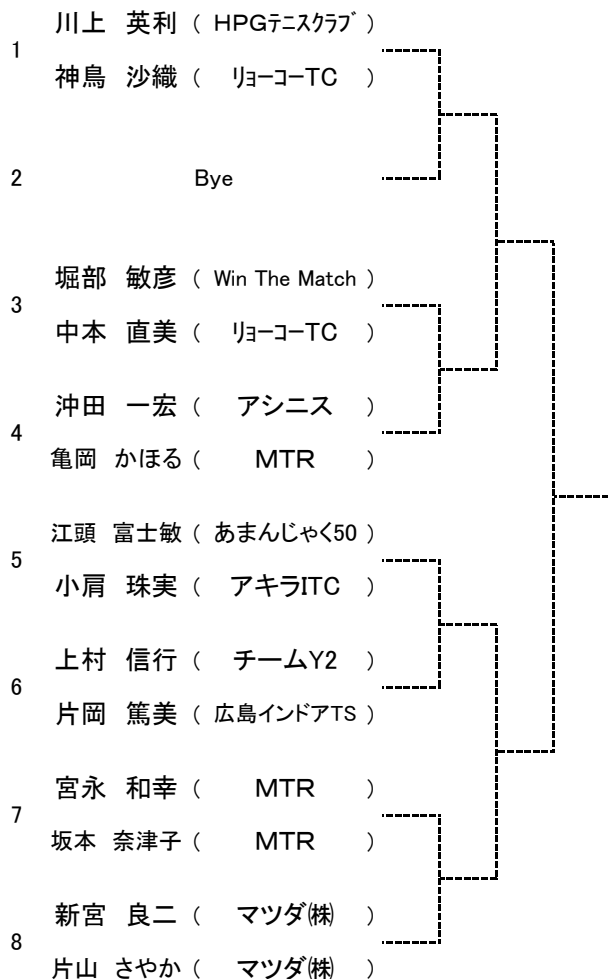 川上 英利 ( HPGテニスクラブ )
1
神鳥 沙織 ( リョーコーTC )
2 Bye
堀部 敏彦 ( Win The Match )
3
中本 直美 ( リョーコーTC )
沖田 一宏 ( アシニス )
4
亀岡 かほる ( MTR )
江頭 富士敏 ( あまんじゃく50 )
5
小肩 珠実 ( アキラITC )
上村 信行 ( チームY2 )
6
片岡 篤美 ( 広島インドアTS )
宮永 和幸 ( MTR )
7
坂本 奈津子 ( MTR )
新宮 良二 ( マツダ㈱ )
8
片山 さやか ( マツダ㈱ )